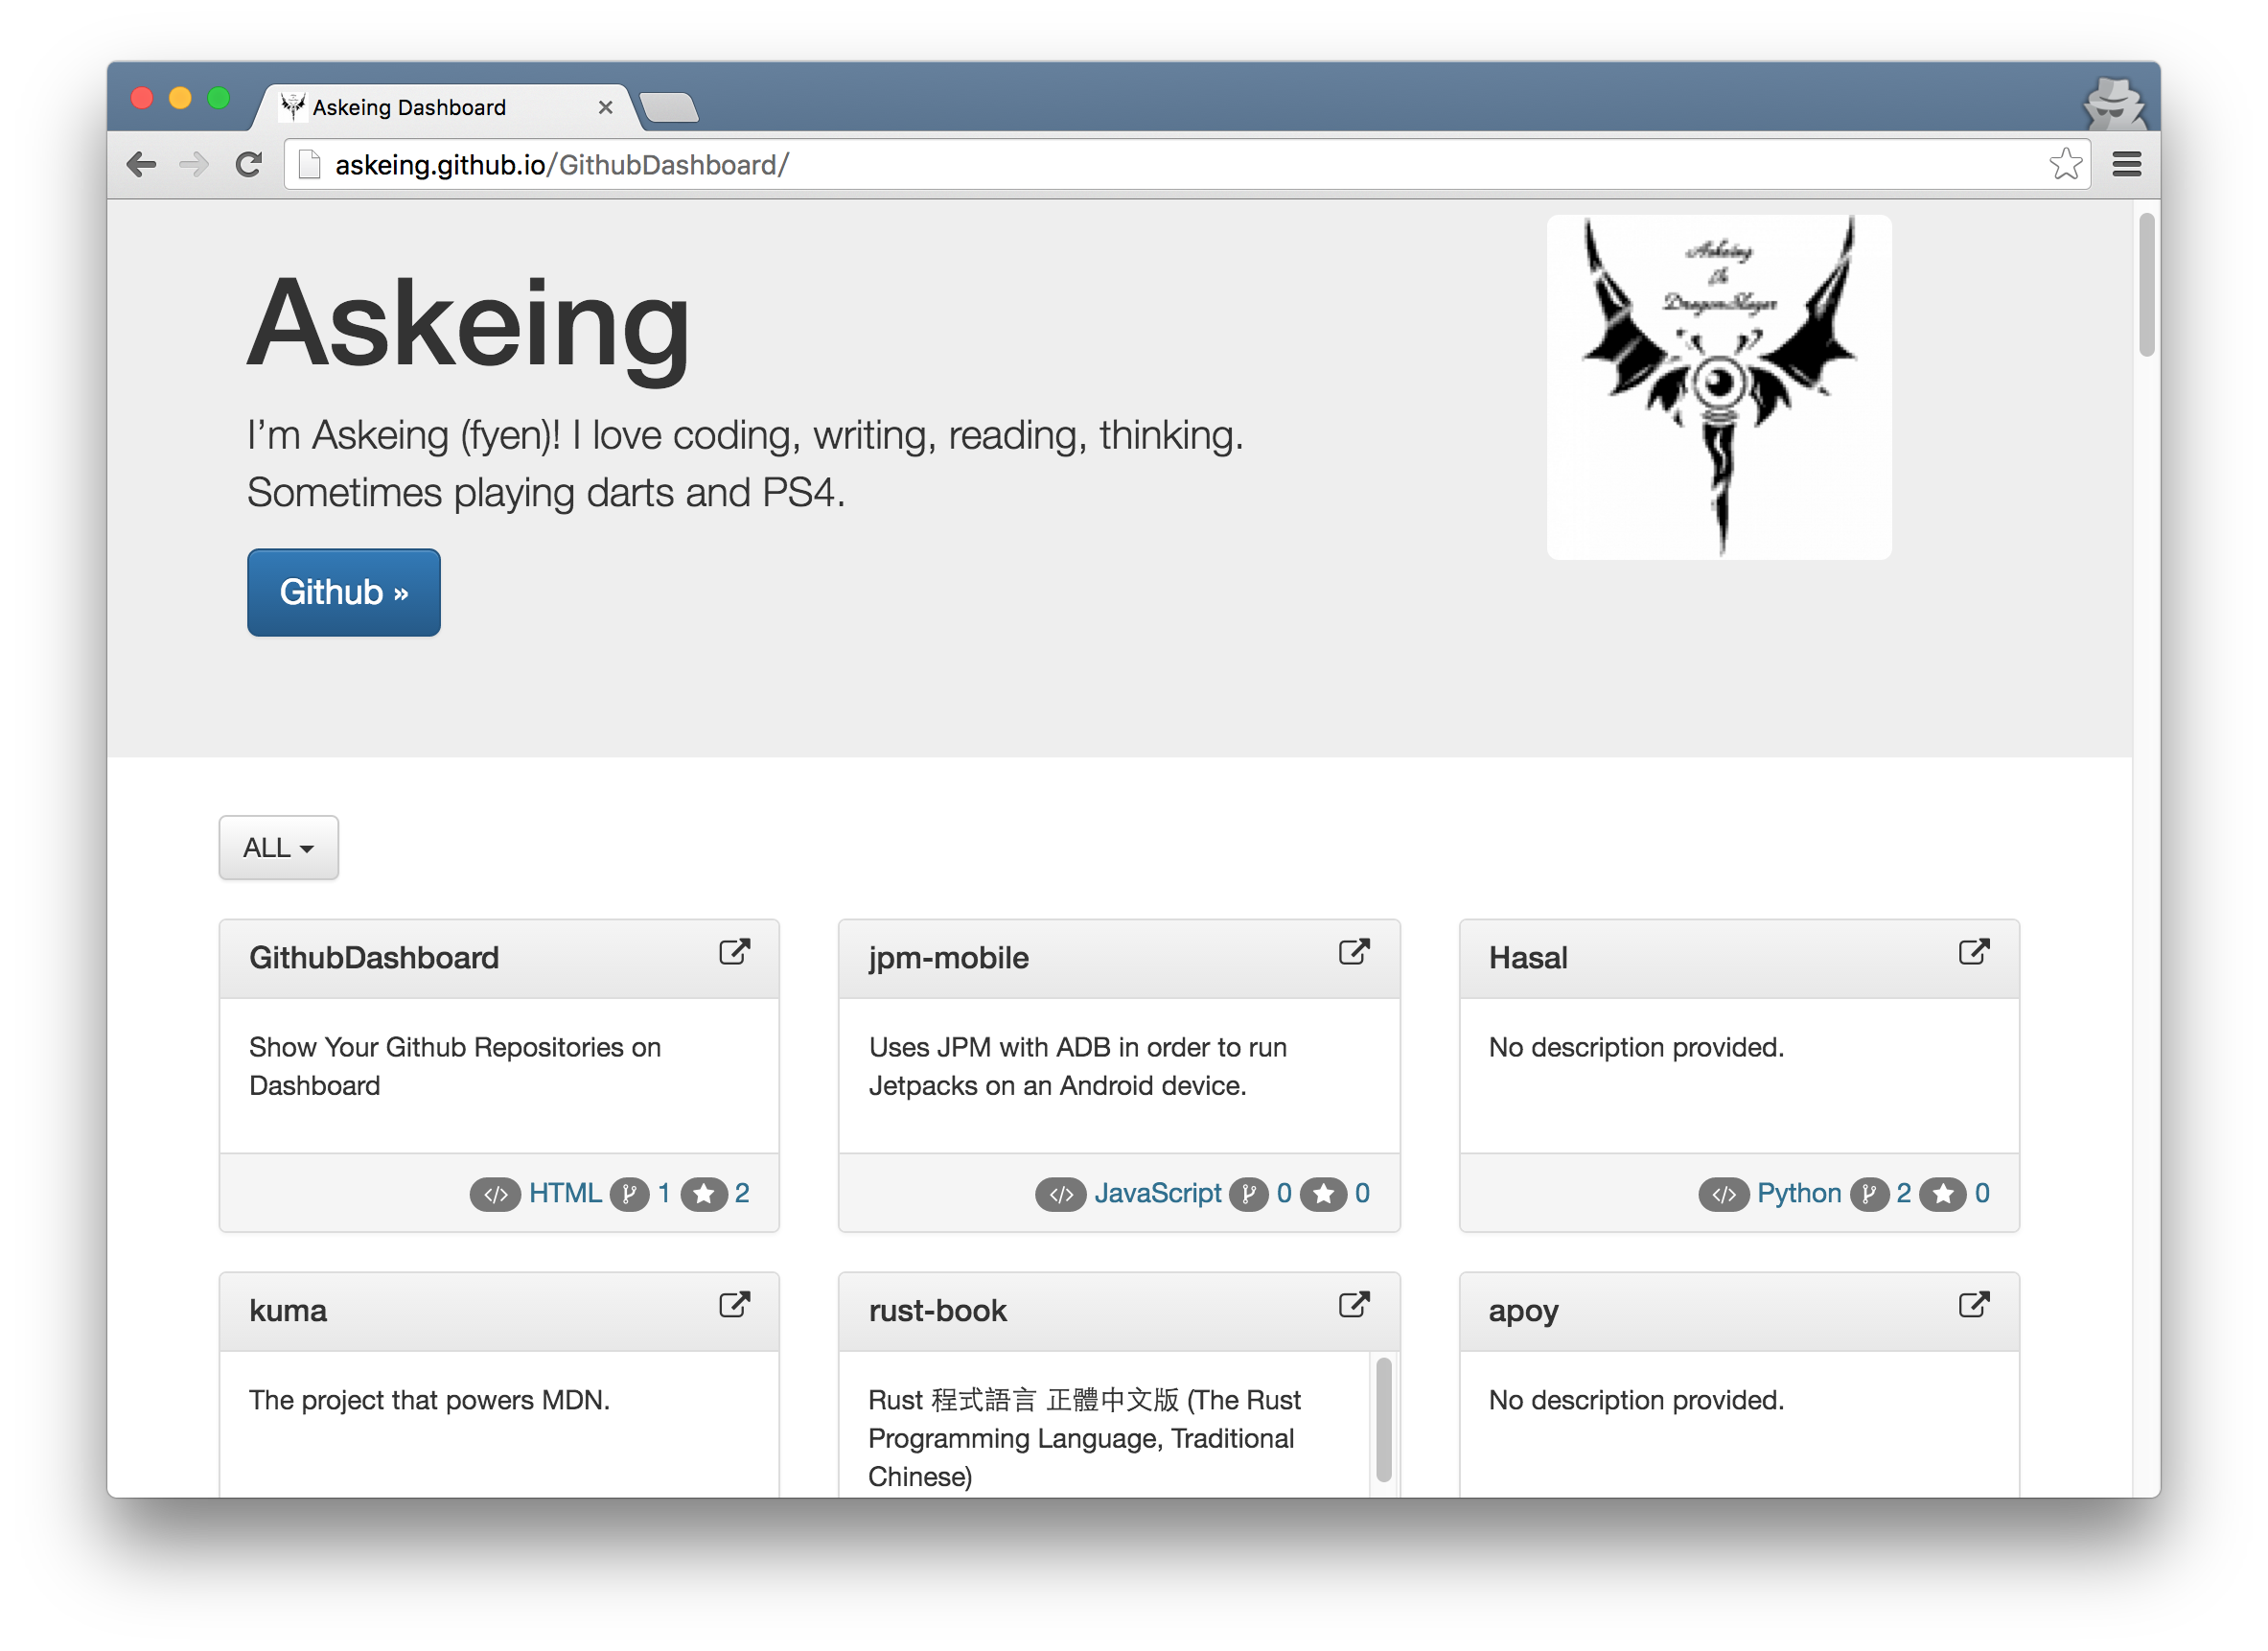 Askeing Dashboard
askeing.github.io/GithubDashboard/
Askeing
Is
DragonSlayer
Askeing
I'm Askeing (fyen)! I love coding, writing, reading, thinking.
Sometimes playing darts and PS4.
Github »
ALL
GithubDashboard
Show Your Github Repositories on
Dashboard
HTML 1 2
jpm-mobile
Uses JPM with ADB in order to run
Jetpacks on an Android device.
JavaScript 0 0
Hasal
No description provided.
Python 2 0
kuma
The project that powers MDN.
rust-book
Rust 程式語言 正體中文版 (The Rust
Programming Language, Traditional
Chinese)
apoy
No description provided.